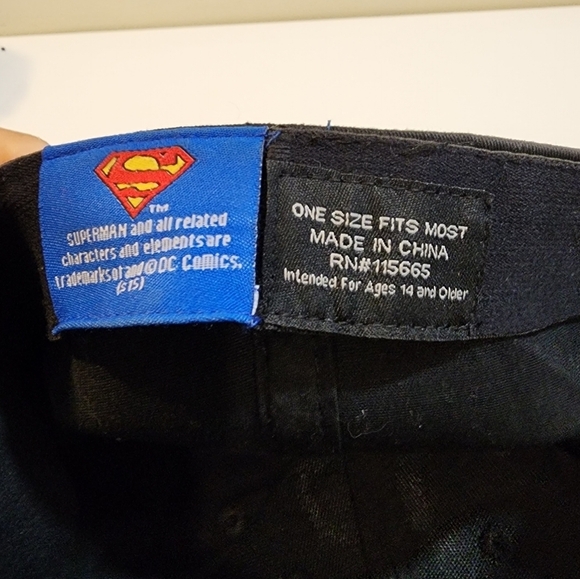 S
TM
SUPERMAN and all related
characters and elements are
trademarks of and © DC Comics.
(s15)
ONE SIZE FITS MOST
MADE IN CHINA
RN#115665
Intended For Ages 14 and Older